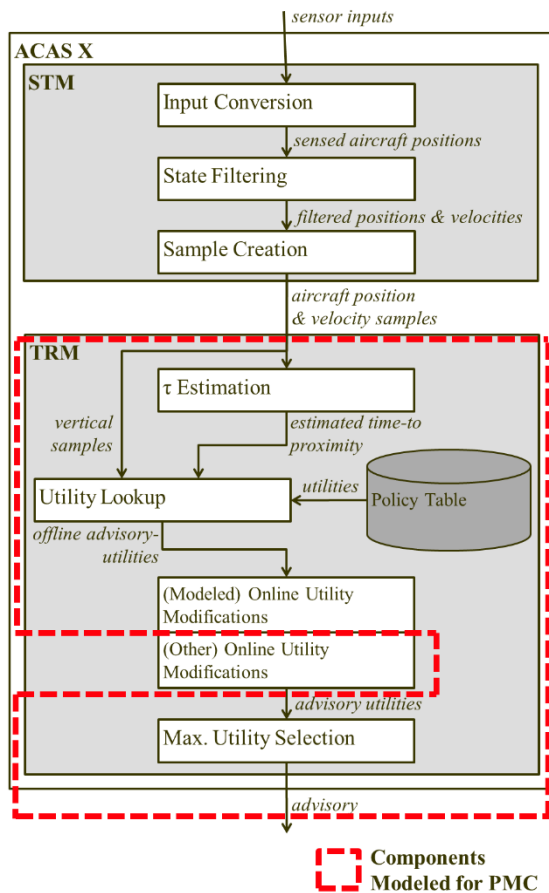 sensor inputs
ACAS X
STM
Input Conversion
sensed aircraft positions
State Filtering
filtered positions & velocities
Sample Creation
aircraft position
& velocity samples
TRM
τ Estimation
vertical
samples
estimated time-to
proximity
Utility Lookup
utilities
Policy Table
offline advisory-
utilities
(Modeled) Online Utility
Modifications
(Other) Online Utility
Modifications
advisory utilities
Max. Utility Selection
advisory
Components
Modeled for PMC